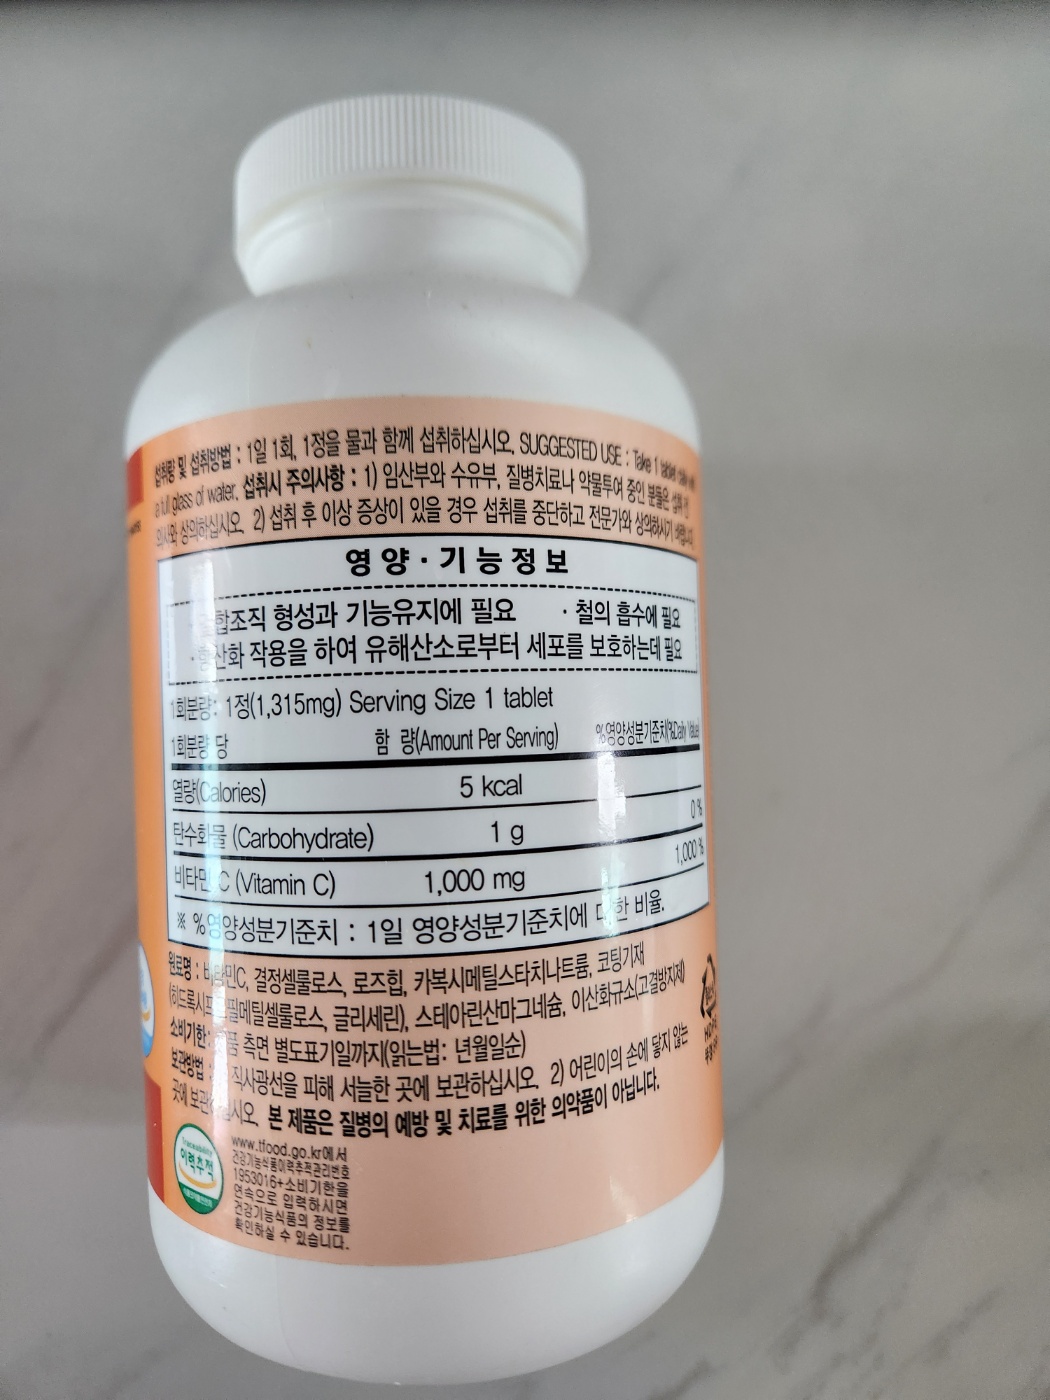 섭취량 및 섭취방법 : 1일 1회, 1정을 물과 함께 섭취하십시오. SUGGESTED USE : Take 1 tablet
a full glass of water. 섭취시 주의사항 : 1) 임산부와 수유부, 질병치료나 약물투여 중인 분들은 섭취 전
의사와 상의하십시오. 2) 섭취 후 이상 증상이 있을 경우 섭취를 중단하고 전문가와 상의하시기 바랍니다.
영양·기능정보
· 결합조직 형성과 기능유지에 필요 · 철의 흡수에 필요
· 항산화 작용을 하여 유해산소로부터 세포를 보호하는데 필요
1회분량: 1정(1,315mg) Serving Size 1 tablet
1회분량 당 함 량(Amount Per Serving) %영양성분기준치(%Daily Value)
열량(Calories) 5 kcal
탄수화물 (Carbohydrate) 1 g 0 %
비타민 C (Vitamin C) 1,000 mg 1,000 %
※ %영양성분기준치 : 1일 영양성분기준치에 대한 비율.
원료명 : 비타민C, 결정셀룰로스, 로즈힙, 카복시메틸스타치나트륨, 코팅기재
(히드록시프로필메틸셀룰로스, 글리세린), 스테아린산마그네슘, 이산화규소(고결방지제)
소비기한: 제품 측면 별도표기일까지(읽는법: 년월일순)
보관방법 : 직사광선을 피해 서늘한 곳에 보관하십시오. 2) 어린이의 손에 닿지 않는
곳에 보관하십시오. 본 제품은 질병의 예방 및 치료를 위한 의약품이 아닙니다.
HDPE
Traceability
이력추적
www.tfood.go.kr에서
건강기능식품이력추적관리번호
1953016+소비기한을
연속으로 입력하시면
건강기능식품의 정보를
확인하실 수 있습니다.